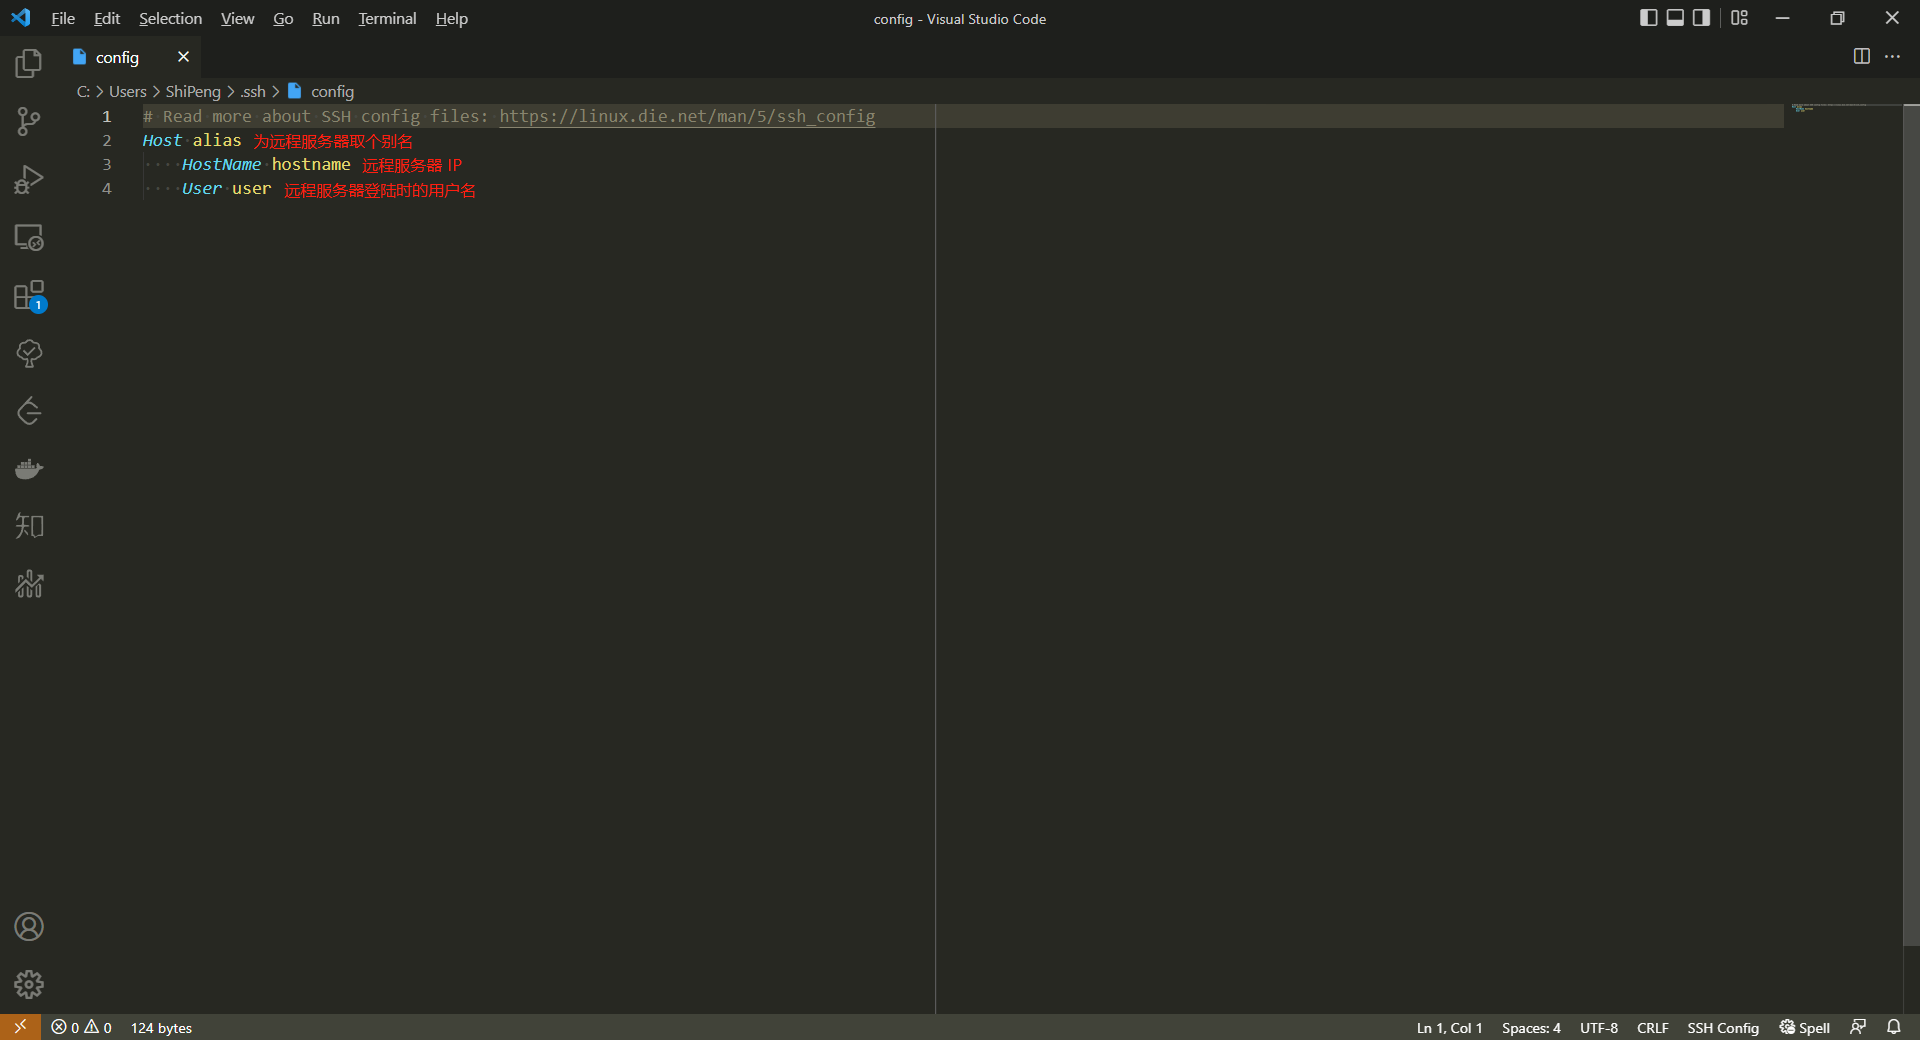 File Edit Selection View Go Run Terminal Help config - Visual Studio Code
config
C: > Users > ShiPeng > .ssh > config
1 # Read more about SSH config files: https://linux.die.net/man/5/ssh_config
2 Host alias 为远程服务器取个别名
3 HostName hostname 远程服务器 IP
4 User user 远程服务器登陆时的用户名
1
知
0 0 124 bytes Ln 1, Col 1 Spaces: 4 UTF-8 CRLF SSH Config Spell